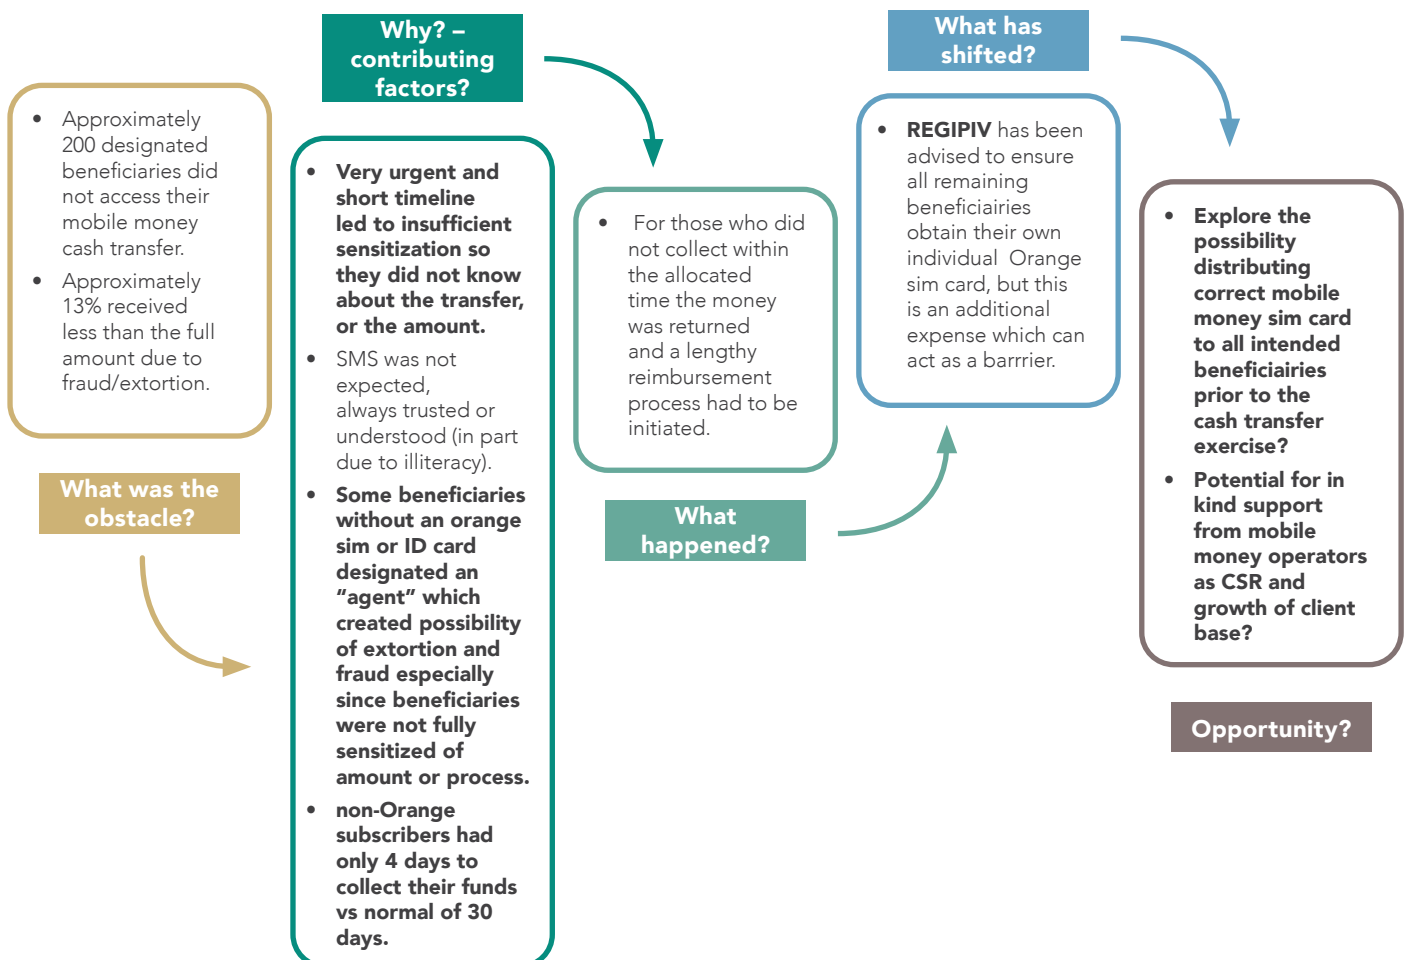 • Approximately
200 designated
beneficiaries did
not access their
mobile money
cash transfer.
• Approximately
13% received
less than the full
amount due to
fraud/extortion.
What was the
obstacle?
Why? –
contributing
factors?
• Very urgent and
short timeline
led to insufficient
sensitization so
they did not know
about the transfer,
or the amount.
• SMS was not
expected,
always trusted or
understood (in part
due to illiteracy).
• Some beneficiaries
without an orange
sim or ID card
designated an
“agent” which
created possibility
of extortion and
fraud especially
since beneficiaries
were not fully
sensitized of
amount or process.
• non-Orange
subscribers had
only 4 days to
collect their funds
vs normal of 30
days.
• For those who did
not collect within
the allocated
time the money
was returned
and a lengthy
reimbursement
process had to be
initiated.
What
happened?
What has
shifted?
• REGIPIV has been
advised to ensure
all remaining
beneficiairies
obtain their own
individual Orange
sim card, but this
is an additional
expense which can
act as a barrrier.
• Explore the
possibility
distributing
correct mobile
money sim card
to all intended
beneficiairies
prior to the
cash transfer
exercise?
• Potential for in
kind support
from mobile
money operators
as CSR and
growth of client
base?
Opportunity?